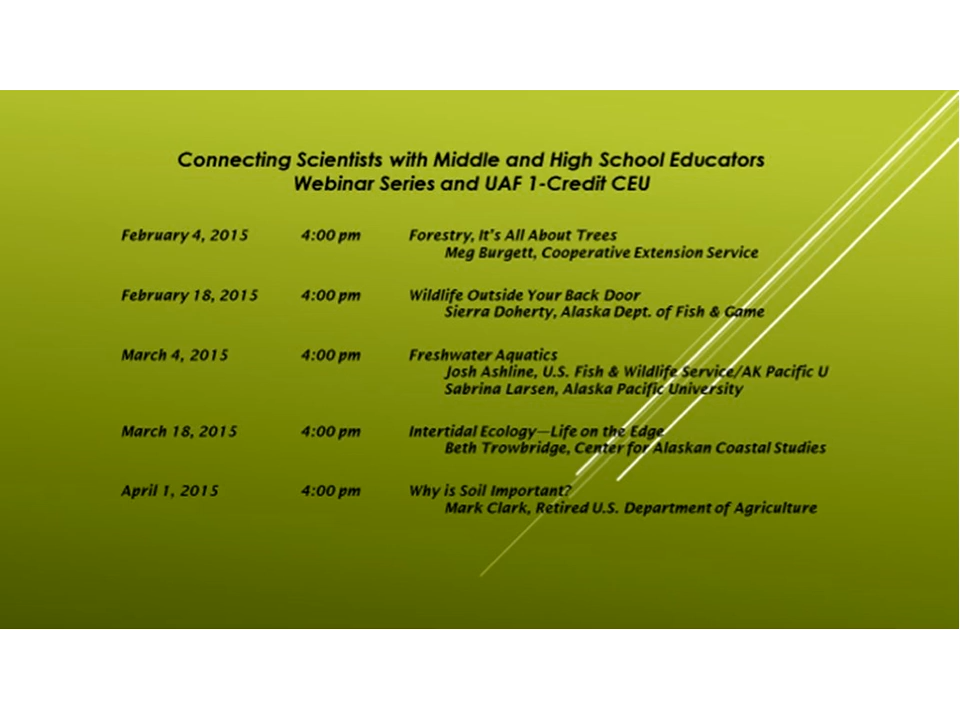 Connecting Scientists with Middle and High School Educators
Webinar Series and UAF 1-Credit CEU
February 4, 2015 4:00 pm Forestry, It's All About Trees
Meg Burgett, Cooperative Extension Service
February 18, 2015 4:00 pm Wildlife Outside Your Back Door
Sierra Doherty, Alaska Dept. of Fish & Game
March 4, 2015 4:00 pm Freshwater Aquatics
Josh Ashline, U.S. Fish & Wildlife Service/AK Pacific U
Sabrina Larsen, Alaska Pacific University
March 18, 2015 4:00 pm Intertidal Ecology—Life on the Edge
Beth Trowbridge, Center for Alaskan Coastal Studies
April 1, 2015 4:00 pm Why is Soil Important?
Mark Clark, Retired U.S. Department of Agriculture